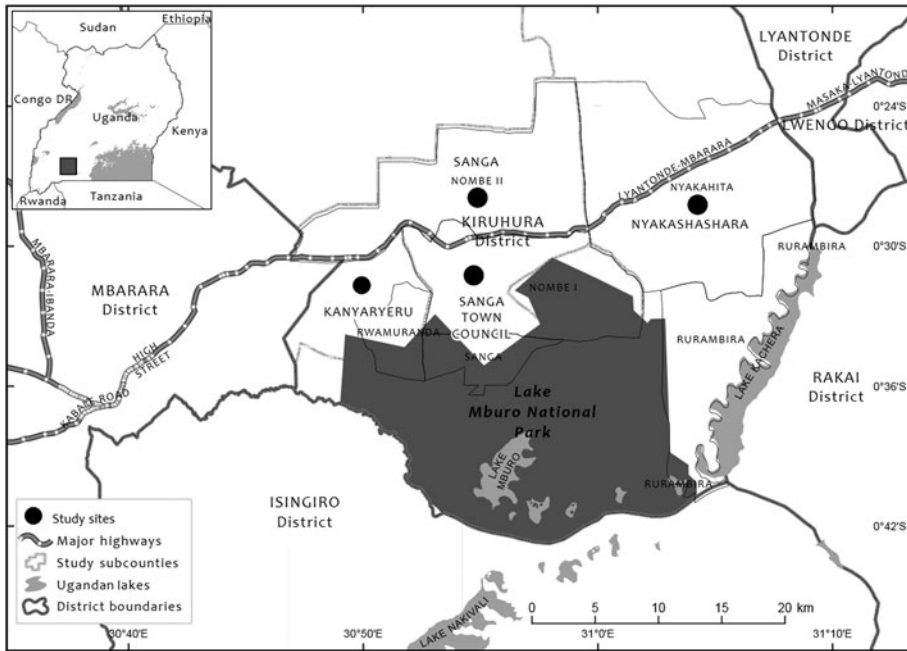 Sudan
Ethiopia
Congo DR
Uganda
Kenya
Rwanda
Tanzania
LYANTONDE
District
MASAKA-LYANTOND
0°24'S
LWENGO District
SANGA
NOMBE II
LYANTONDE-MBARARA
NYAKAHITA
NYAKASHASHARA
KIRUHURA
District
RURAMBIRA
0°30'S
MBARARA-IBANDA
MBARARA
District
NOMBE I
KANYARYERU
SANGA
TOWN
COUNCIL
RWAMURANDA
SANGA
RURAMBIRA
HIGH
STREET
KABALE ROAD
LAKE KACHERA
RAKAI
District
0°36'S
Lake
Mburo National
Park
LAKE
MBURO
RURAMBIRA
ISINGIRO
District
0°42'S
Study sites
Major highways
Study subcounties
Ugandan lakes
District boundaries
LAKE NAKIVALI
0 5 10 15 20 km
30°40'E
30°50'E
31°0'E
31°10'E